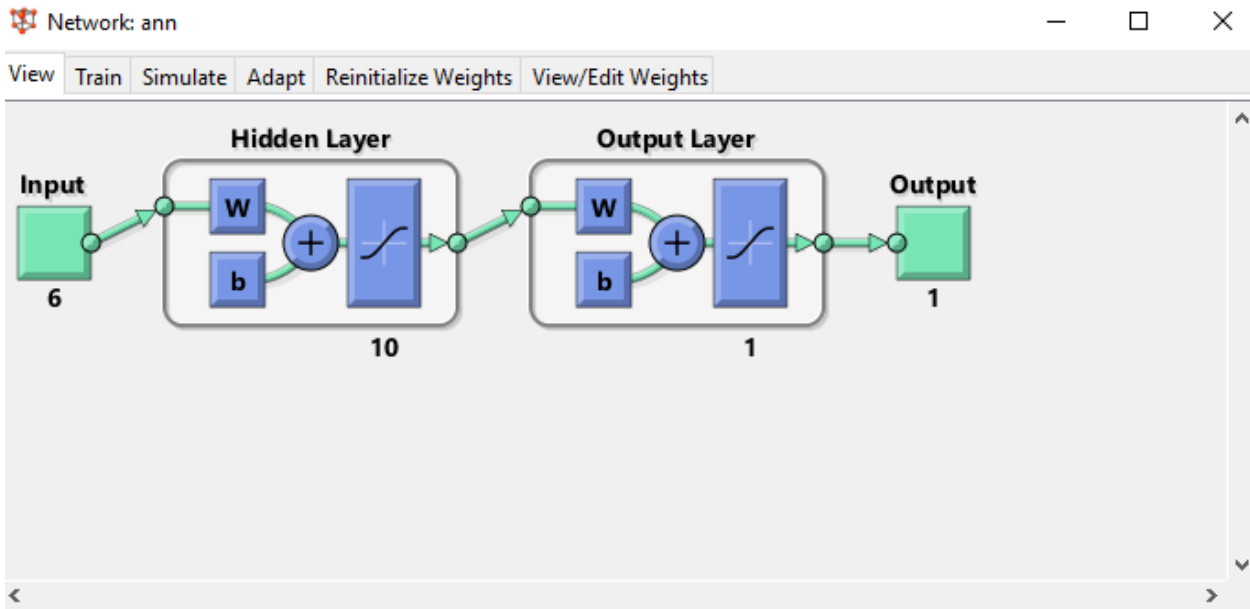 Network: ann
View Train Simulate Adapt Reinitialize Weights View/Edit Weights
Hidden Layer Output Layer
Input Output
W W
+ +
b b
6 1
10 1